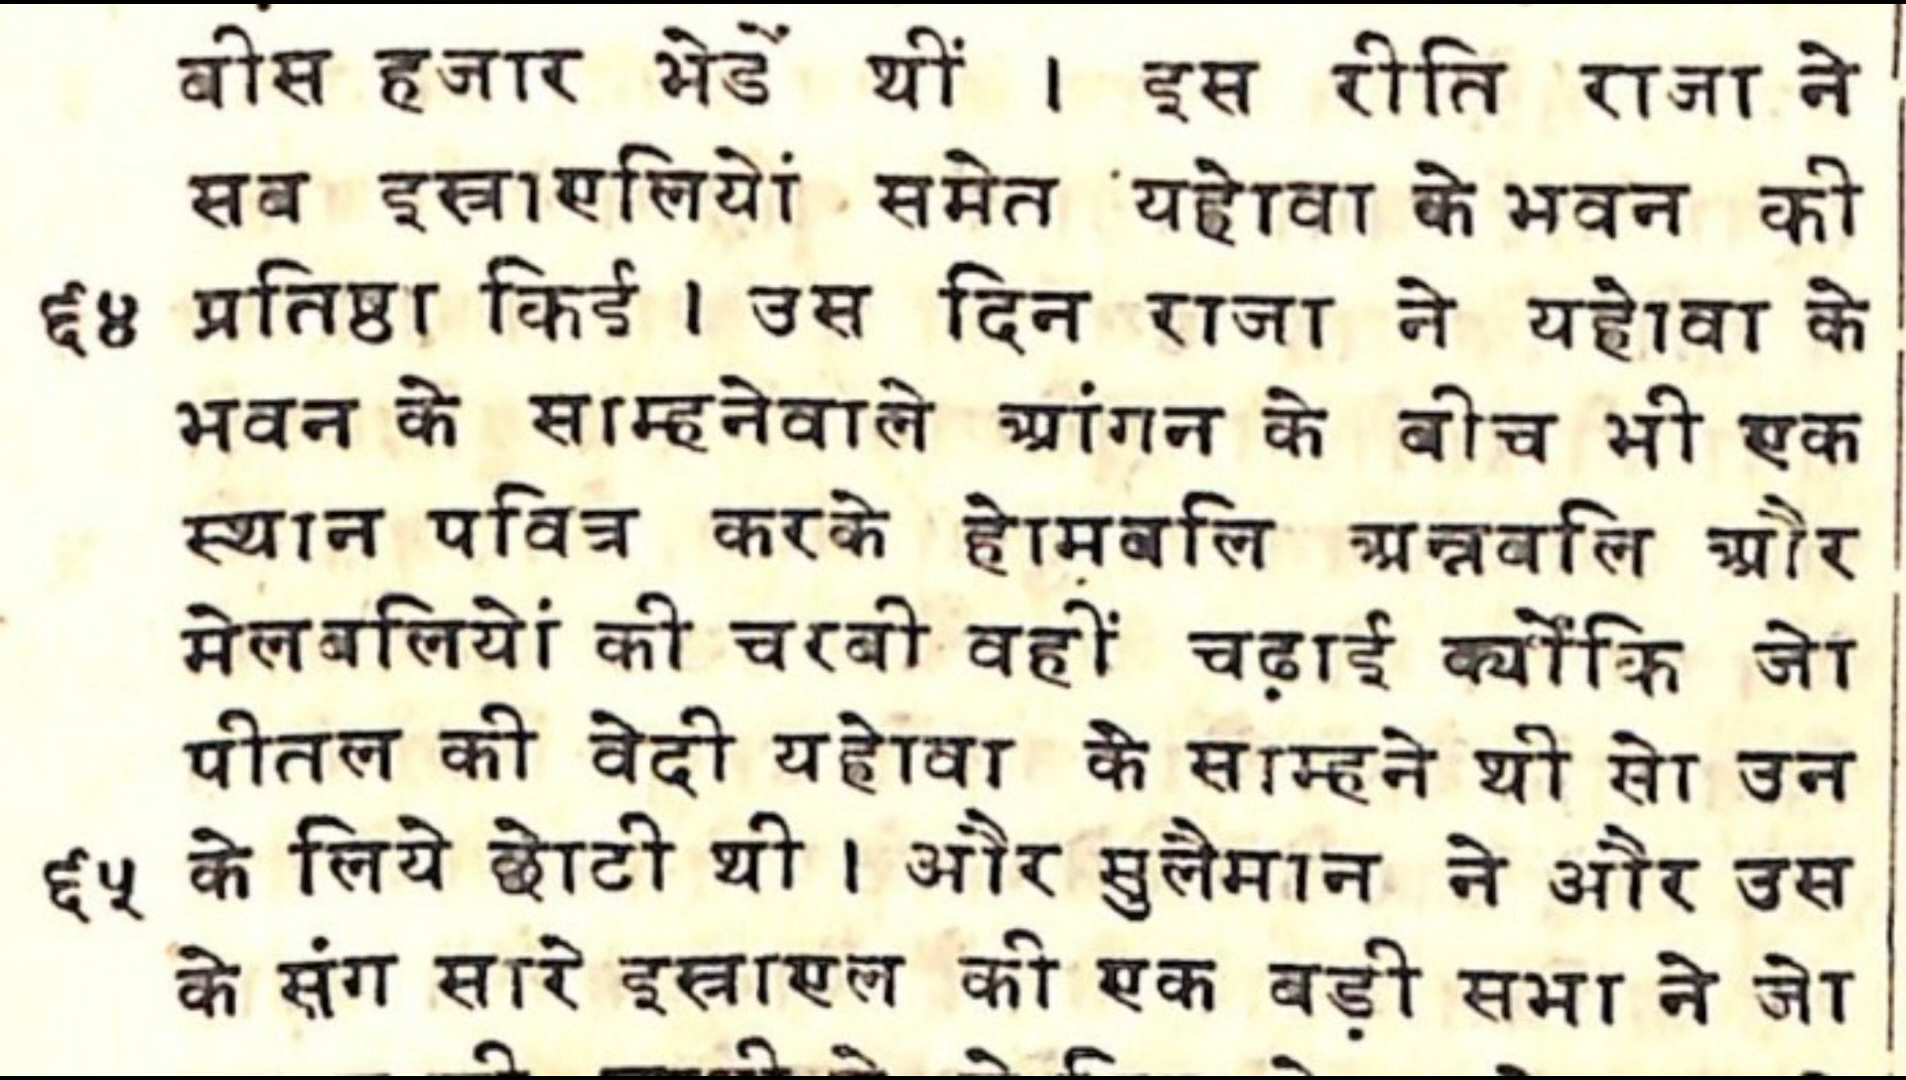 बीस हजार भेडें थीं । इस रीति राजा ने
सब इस्राएलियों समेत यहोवा के भवन की
६४ प्रतिष्ठा किई । उस दिन राजा ने यहोवा के
भवन के साम्हनेवाले आंगन के बीच भी एक
स्थान पवित्र करके होमबलि अन्नबलि और
मेलबलियों की चरबी वहीं चढ़ाई क्योंकि जो
पीतल की वेदी यहोवा के साम्हने थी सो उन
६५ के लिये छोटी थी । और सुलैमान ने और उस
के संग सारे इस्राएल की एक बड़ी सभा ने जो